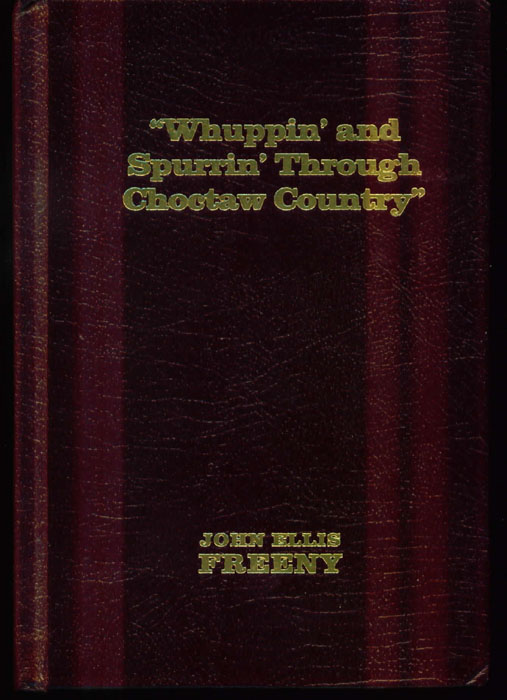 “Whuppin’ and
Spurrin’ Through
Choctaw Country”
JOHN ELLIS
FREENY